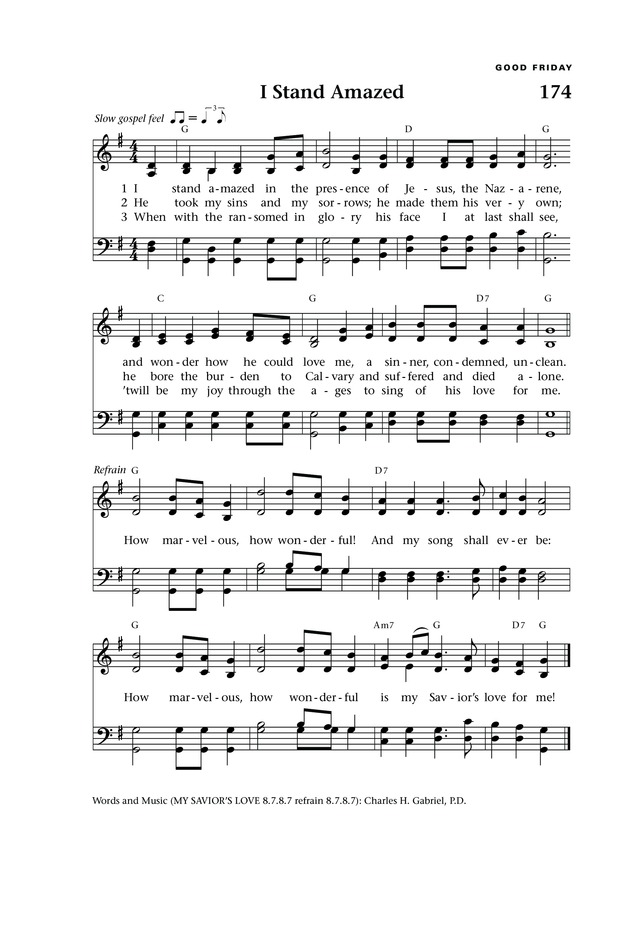 GOOD FRIDAY
I Stand Amazed 174
Slow gospel feel = 3
G D G
4 4
1 I stand a-mazed in the pres-ence of Je-sus, the Naz-a-rene,
2 He took my sins and my sor-rows; he made them his ver-y own;
3 When with the ran-somed in glo-ry his face I at last shall see,
4 4
C G D7 G
and won-der how he could love me, a sin-ner, con-demned, un-clean.
he bore the bur-den to Cal-vary and suf-fered and died a-lone.
’twill be my joy through the a-ges to sing of his love for me.
Refrain G D7
How mar-vel-ous, how won-der-ful! And my song shall ev-er be:
G Am7 G D7 G
How mar-vel-ous, how won-der-ful is my Sav-ior’s love for me!
Words and Music (MY SAVIOR’S LOVE 8.7.8.7 refrain 8.7.8.7): Charles H. Gabriel, P.D.